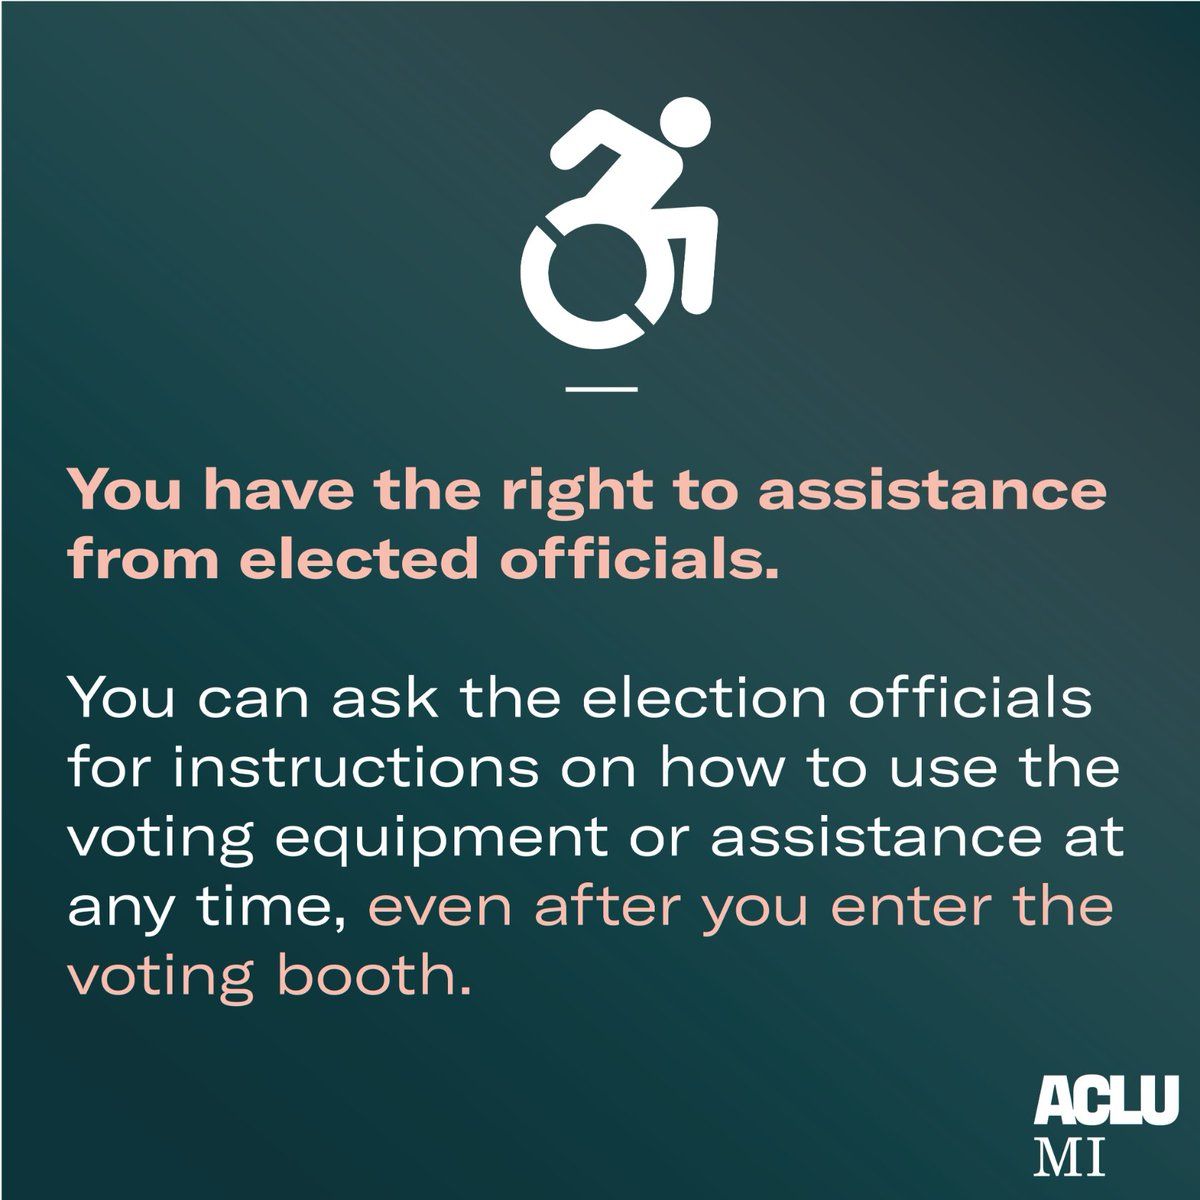 You have the right to assistance
from elected officials.
You can ask the election officials
for instructions on how to use the
voting equipment or assistance at
any time, even after you enter the
voting booth.
ACLU
MI